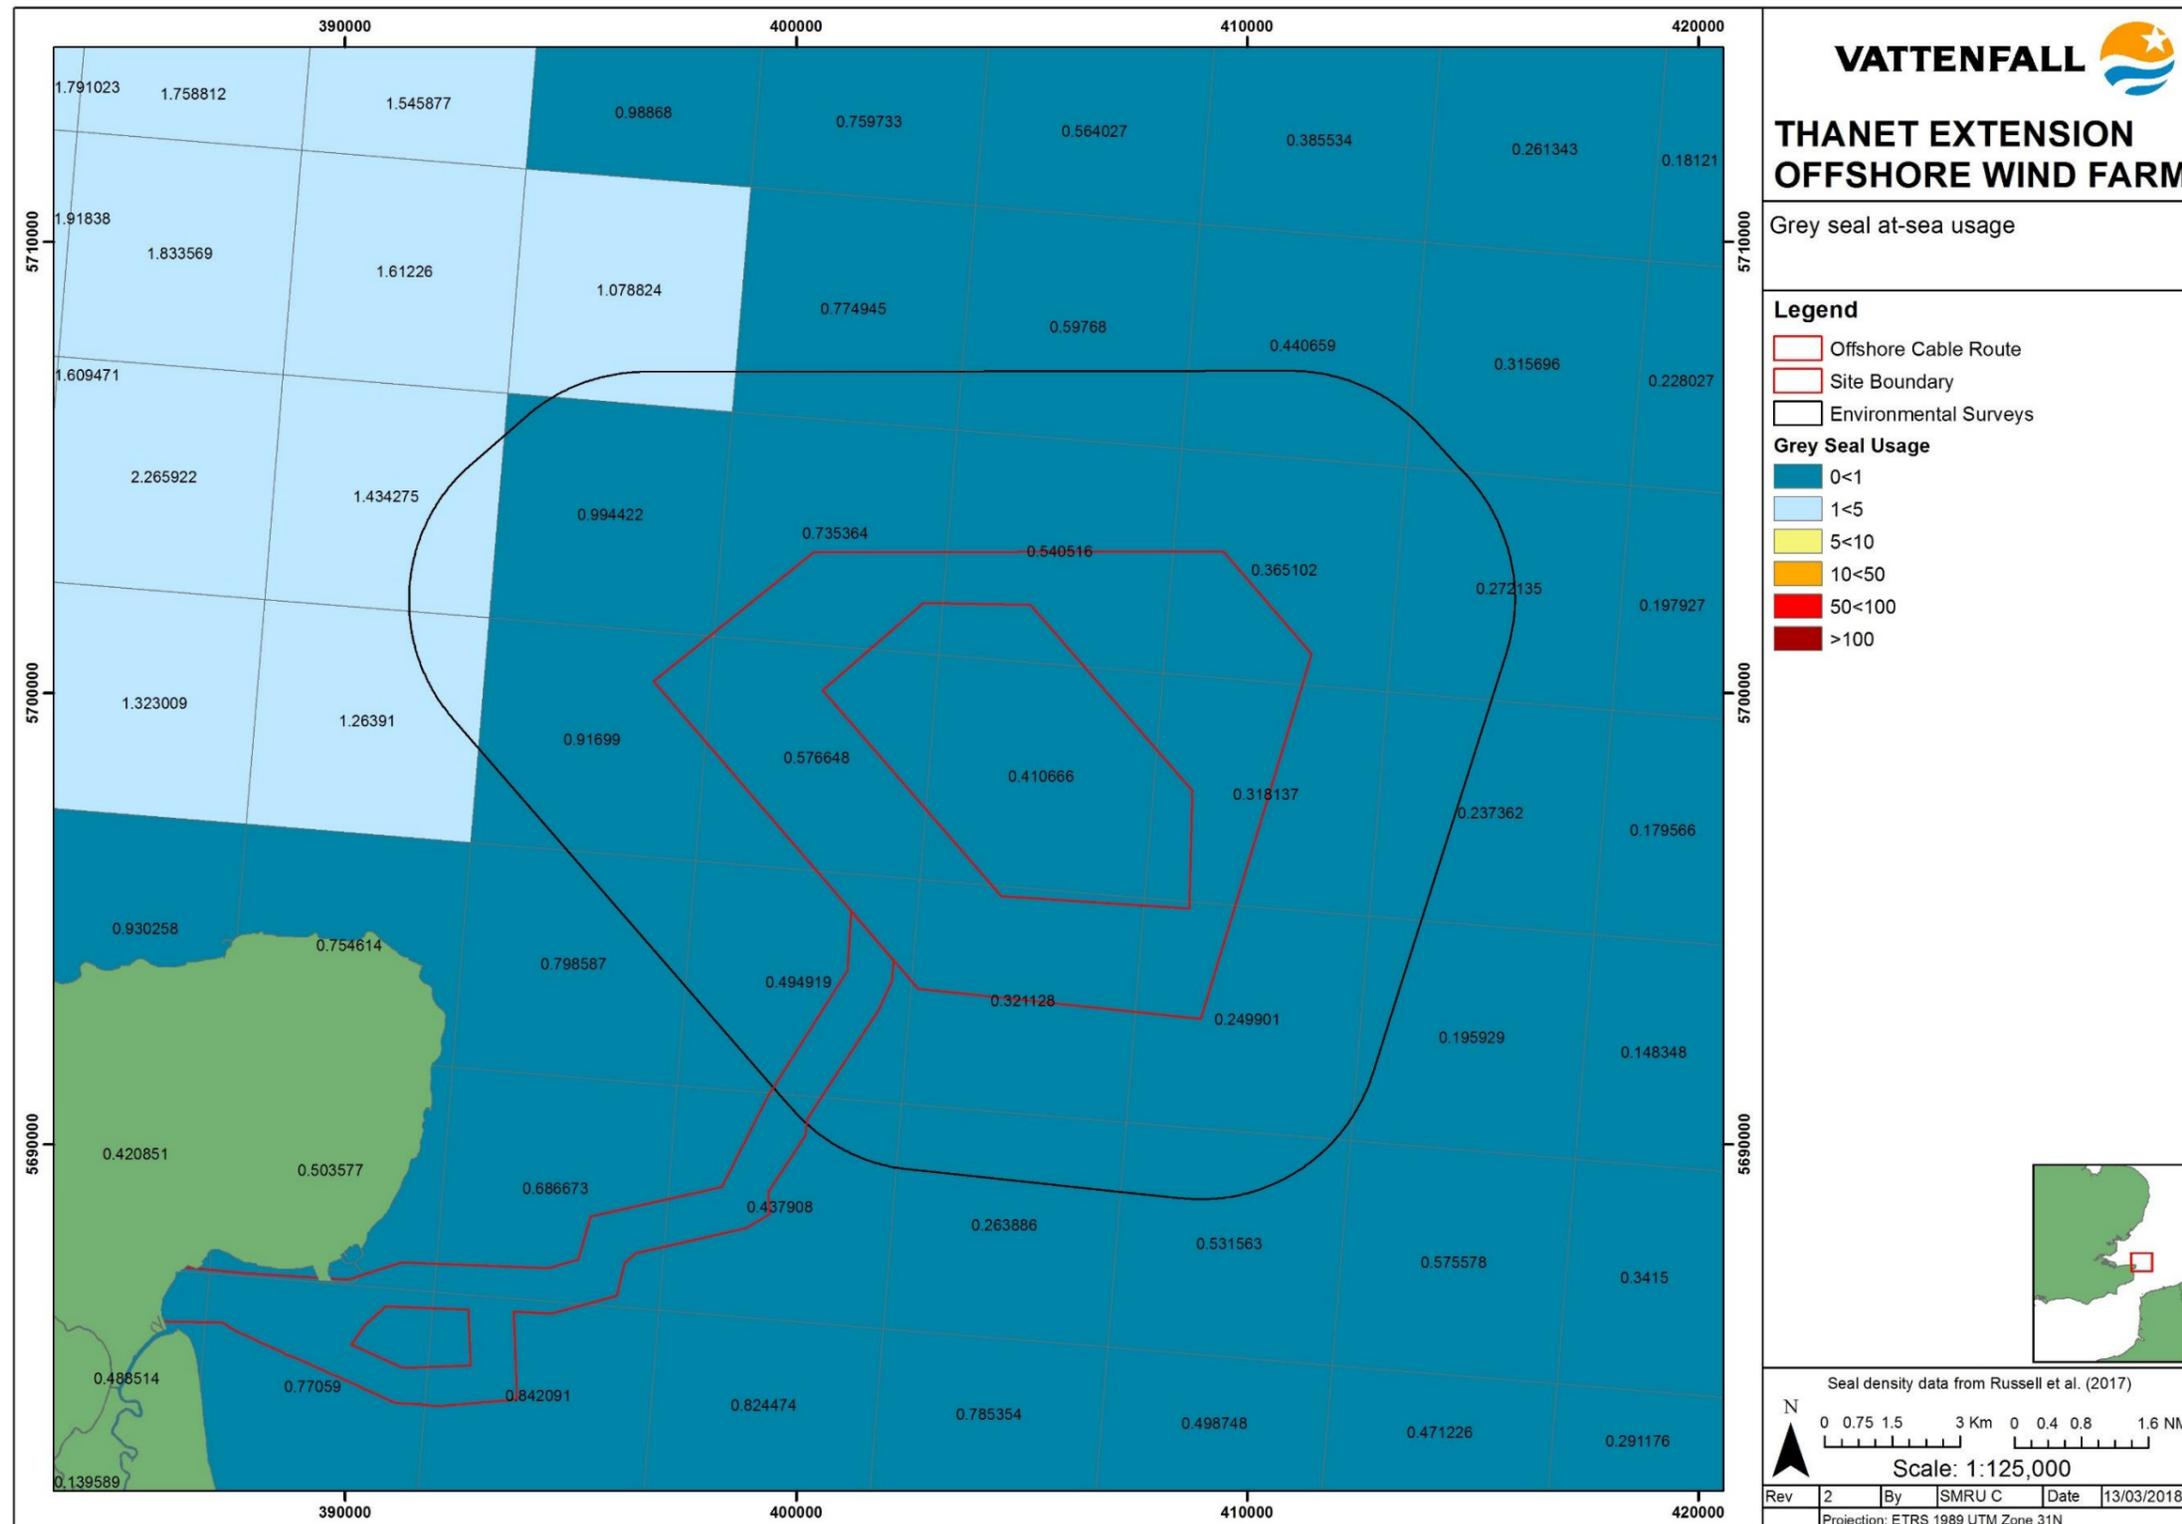 390000 400000 410000 420000
VATTENFALL
THANET EXTENSION
OFFSHORE WIND FARM
Grey seal at-sea usage
Legend
Offshore Cable Route
Site Boundary
Environmental Surveys
Grey Seal Usage
0<1
1<5
5<10
10<50
50<100
>100
1.791023 1.758812 1.545877 0.98868 0.759733 0.564027 0.385534 0.261343 0.18121
5710000 5710000
1.91838 1.833569 1.61226 1.078824 0.774945 0.59768 0.440659 0.315696 0.228027
1.609471 2.265922 1.434275 0.994422 0.735364 0.540516 0.365102 0.272135 0.197927
5700000 5700000
1.323009 1.26391 0.91699 0.576648 0.410666 0.318137 0.237362 0.179566
0.930258 0.754614 0.798587 0.494919 0.321128 0.249901 0.195929 0.148348
5690000 5690000
0.420851 0.503577 0.686673 0.437908 0.263886 0.531563 0.575578 0.3415
0.488514 0.77059 0.842091 0.824474 0.785354 0.498748 0.471226 0.291176
0.139589
390000 400000 410000 420000
Seal density data from Russell et al. (2017)
N
0 0.75 1.5 3 Km 0 0.4 0.8 1.6 NM
Scale: 1:125,000
Rev 2 By SMRU C Date 13/03/2018
Projection: ETRS 1989 UTM Zone 31N